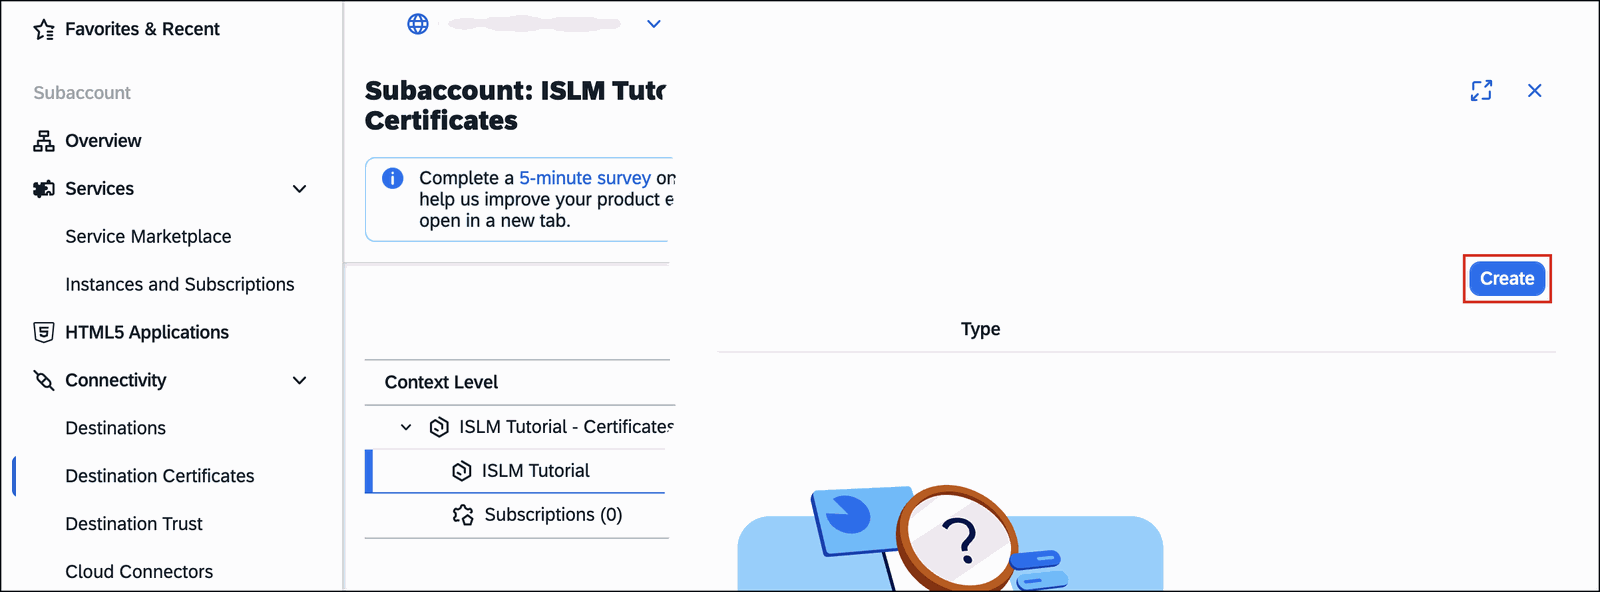 Favorites & Recent
Subaccount
Overview
Services
Service Marketplace
Instances and Subscriptions
HTML5 Applications
Connectivity
Destinations
Destination Certificates
Destination Trust
Cloud Connectors
Subaccount: ISLM
Certificates
Complete a 5-minute survey on
help us improve your product
open in a new tab.
Context Level
ISLM Tutorial - Certificates
ISLM Tutorial
Subscriptions (0)
Create
Type
?